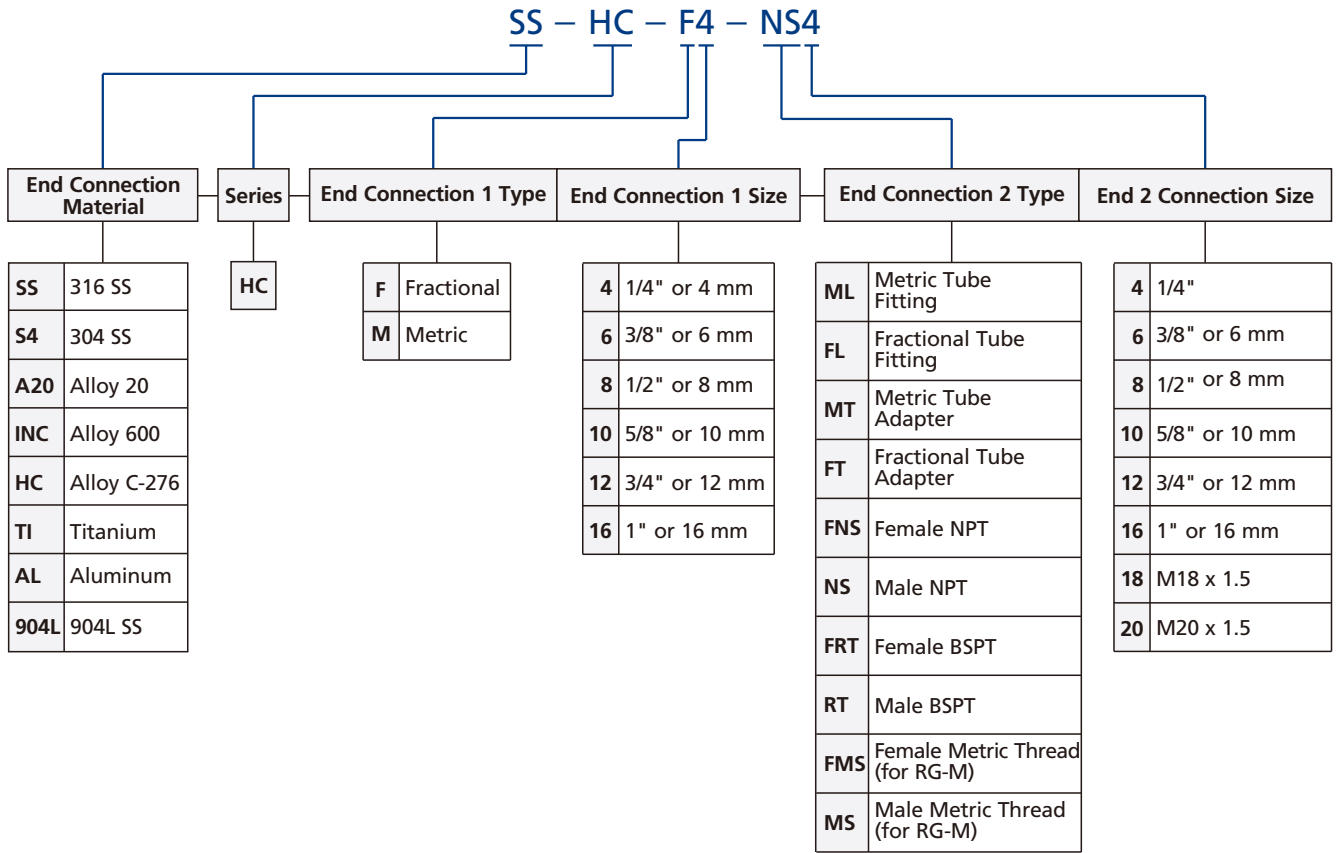 SS – HC – F4 – NS4
End Connection
Material
Series
End Connection 1 Type
End Connection 1 Size
End Connection 2 Type
End 2 Connection Size
SS 316 SS
S4 304 SS
A20 Alloy 20
INC Alloy 600
HC Alloy C-276
TI Titanium
AL Aluminum
904L 904L SS
HC
F Fractional
M Metric
4 1/4" or 4 mm
6 3/8" or 6 mm
8 1/2" or 8 mm
10 5/8" or 10 mm
12 3/4" or 12 mm
16 1" or 16 mm
ML Metric Tube
Fitting
FL Fractional Tube
Fitting
MT Metric Tube
Adapter
FT Fractional Tube
Adapter
FNS Female NPT
NS Male NPT
FRT Female BSPT
RT Male BSPT
FMS Female Metric Thread
(for RG-M)
MS Male Metric Thread
(for RG-M)
4 1/4"
6 3/8" or 6 mm
8 1/2" or 8 mm
10 5/8" or 10 mm
12 3/4" or 12 mm
16 1" or 16 mm
18 M18 x 1.5
20 M20 x 1.5